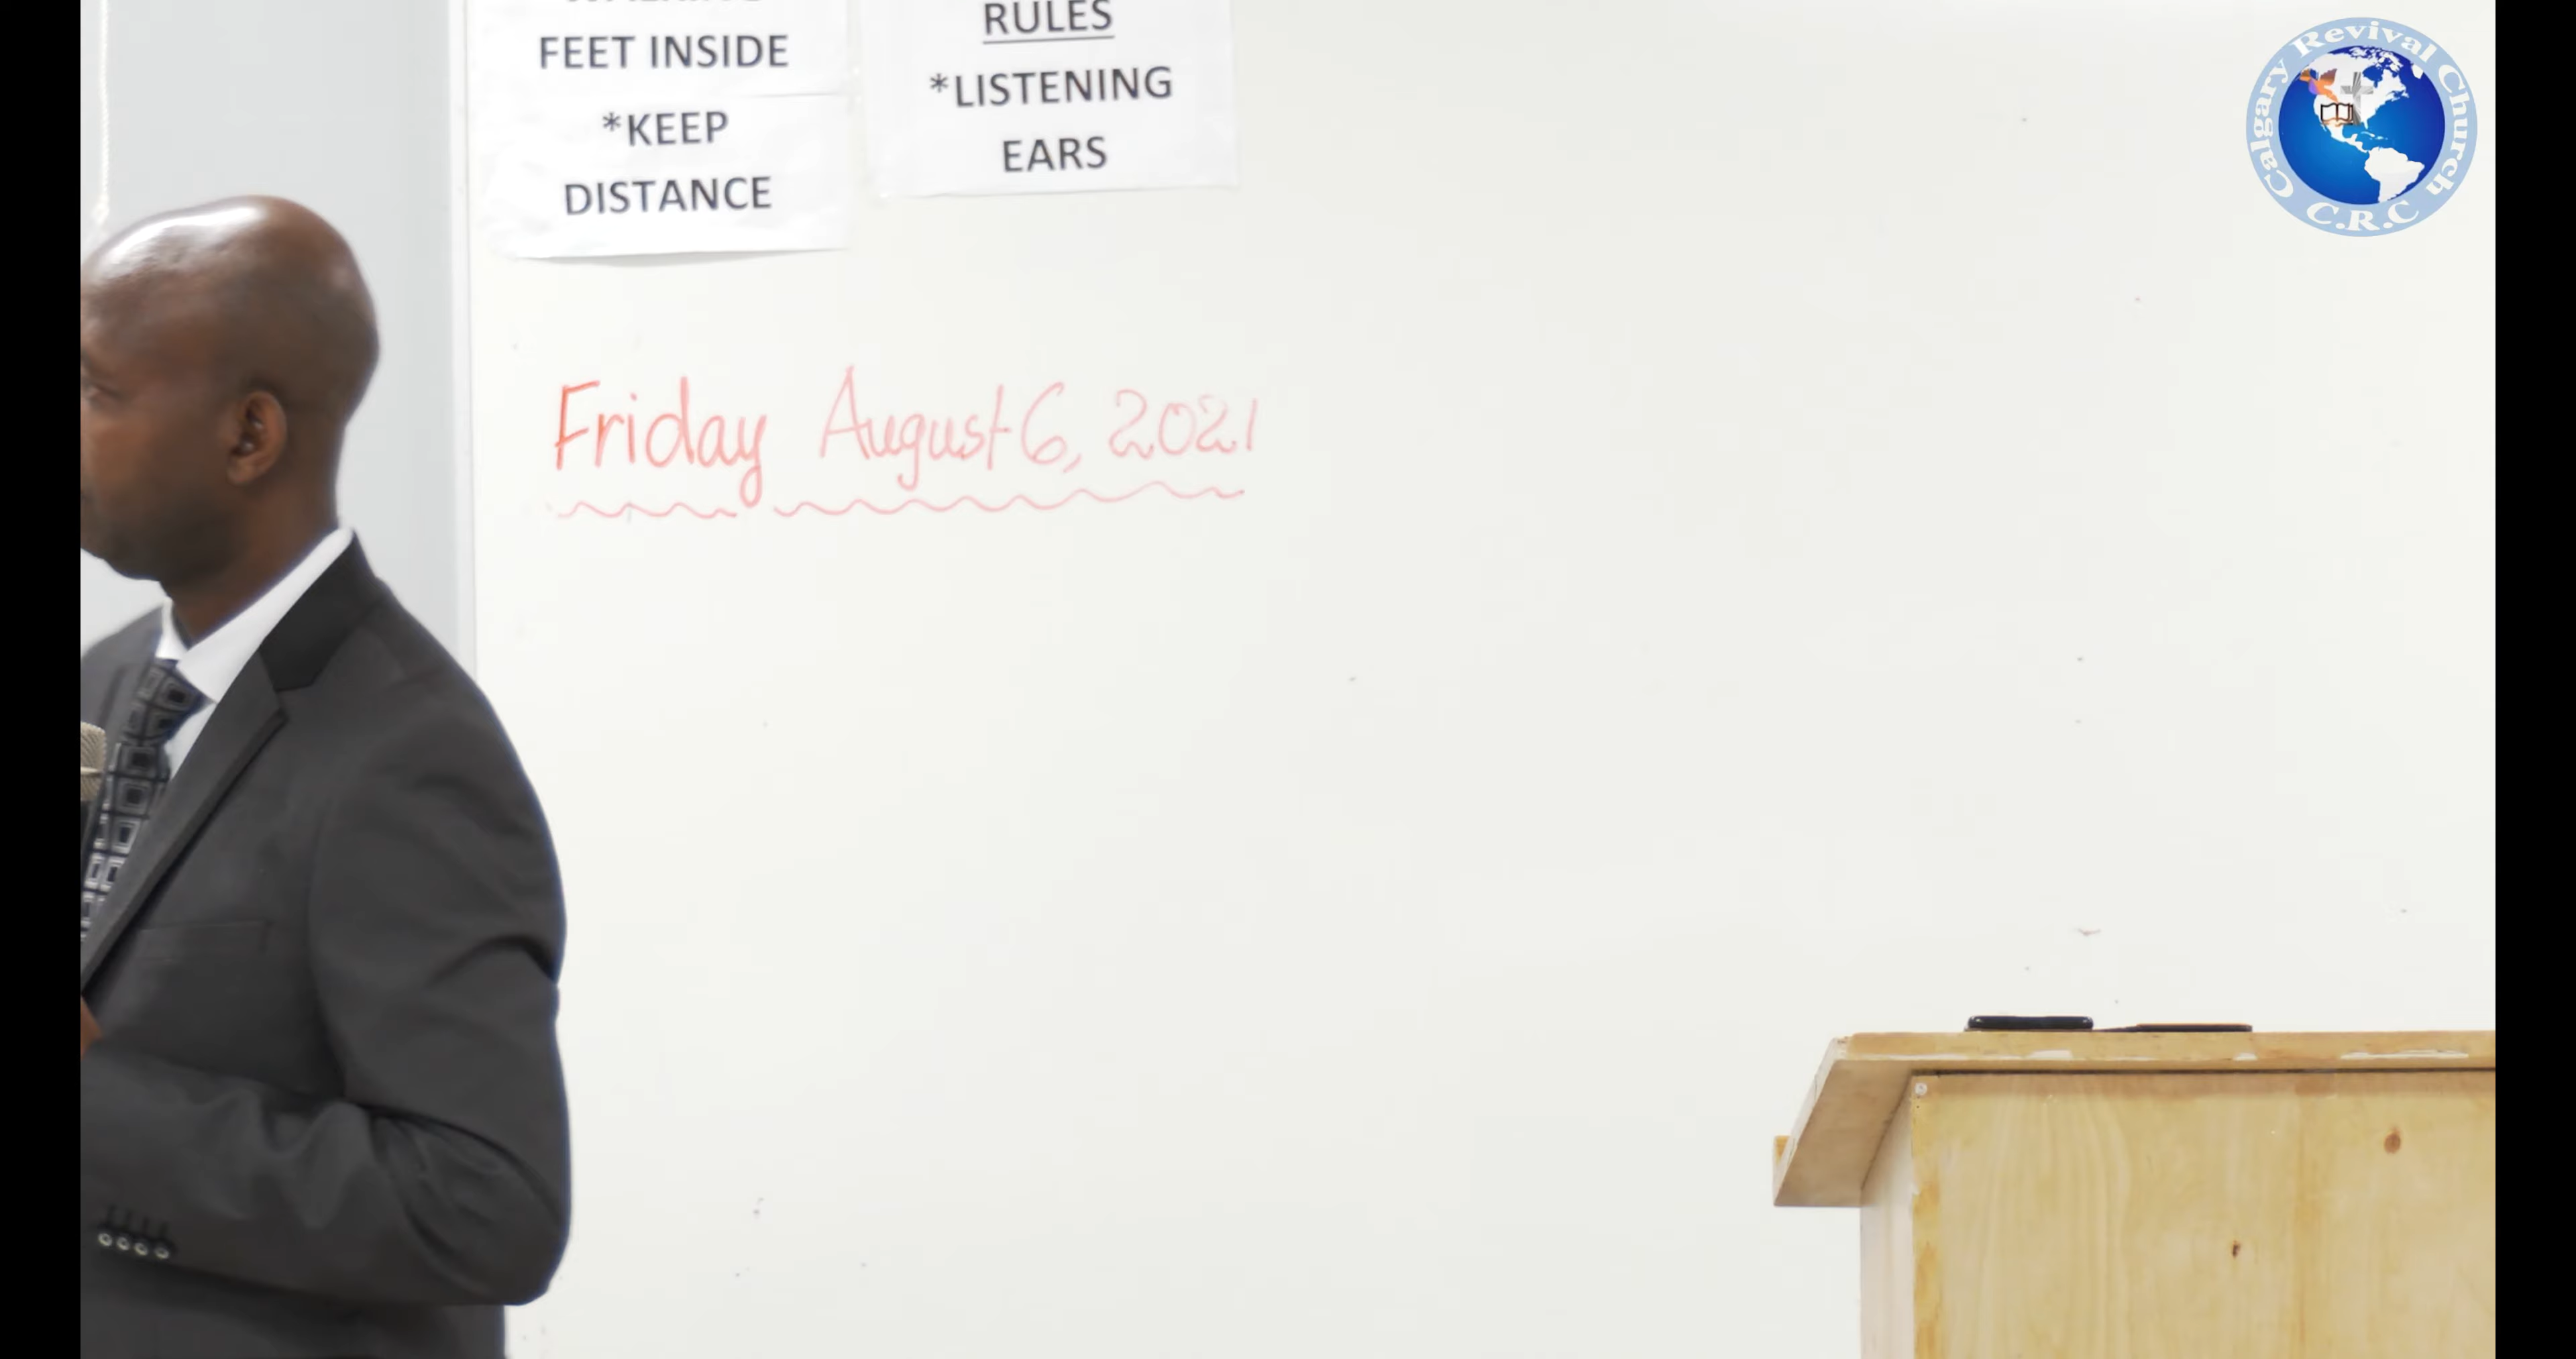 FEET INSIDE
*KEEP
DISTANCE
RULES
*LISTENING
EARS
Friday August 6, 2021
Calgary Revival Church
C.R.C